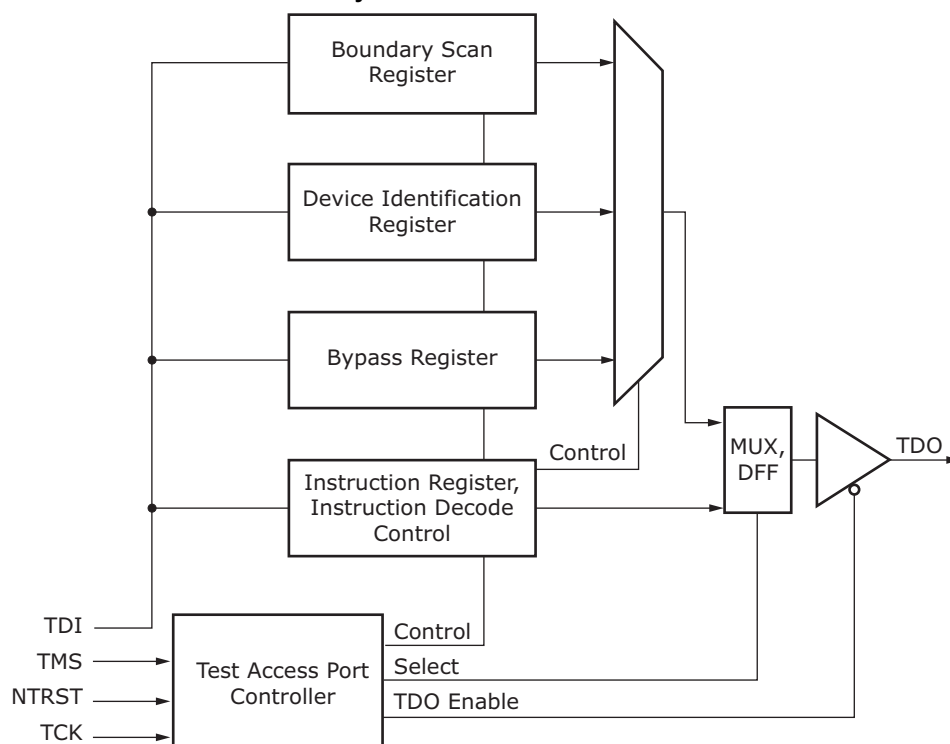 Boundary Scan
Register
Device Identification
Register
Bypass Register
Control
Instruction Register,
Instruction Decode
Control
MUX,
DFF
TDO
TDI
TMS
NTRST
TCK
Test Access Port
Controller
Control
Select
TDO Enable